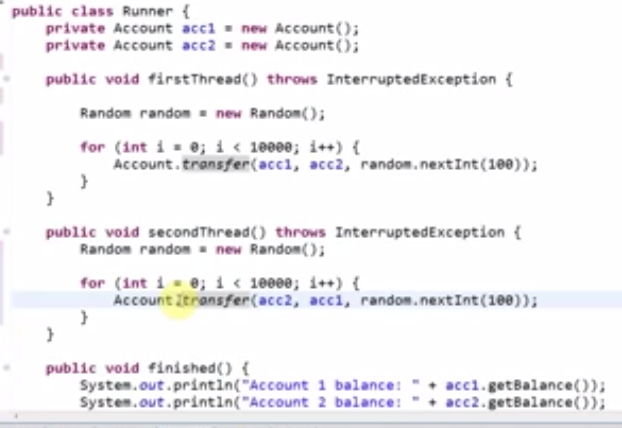 public class Runner {
private Account acc1 = new Account();
private Account acc2 = new Account();
public void firstThread() throws InterruptedException {
Random random = new Random();
for (int i = 0; i < 10000; i++) {
Account.transfer(acc1, acc2, random.nextInt(100));
}
}
public void secondThread() throws InterruptedException {
Random random = new Random();
for (int i = 0; i < 10000; i++) {
Account.transfer(acc2, acc1, random.nextInt(100));
}
}
public void finished() {
System.out.println("Account 1 balance: " + acc1.getBalance());
System.out.println("Account 2 balance: " + acc2.getBalance());